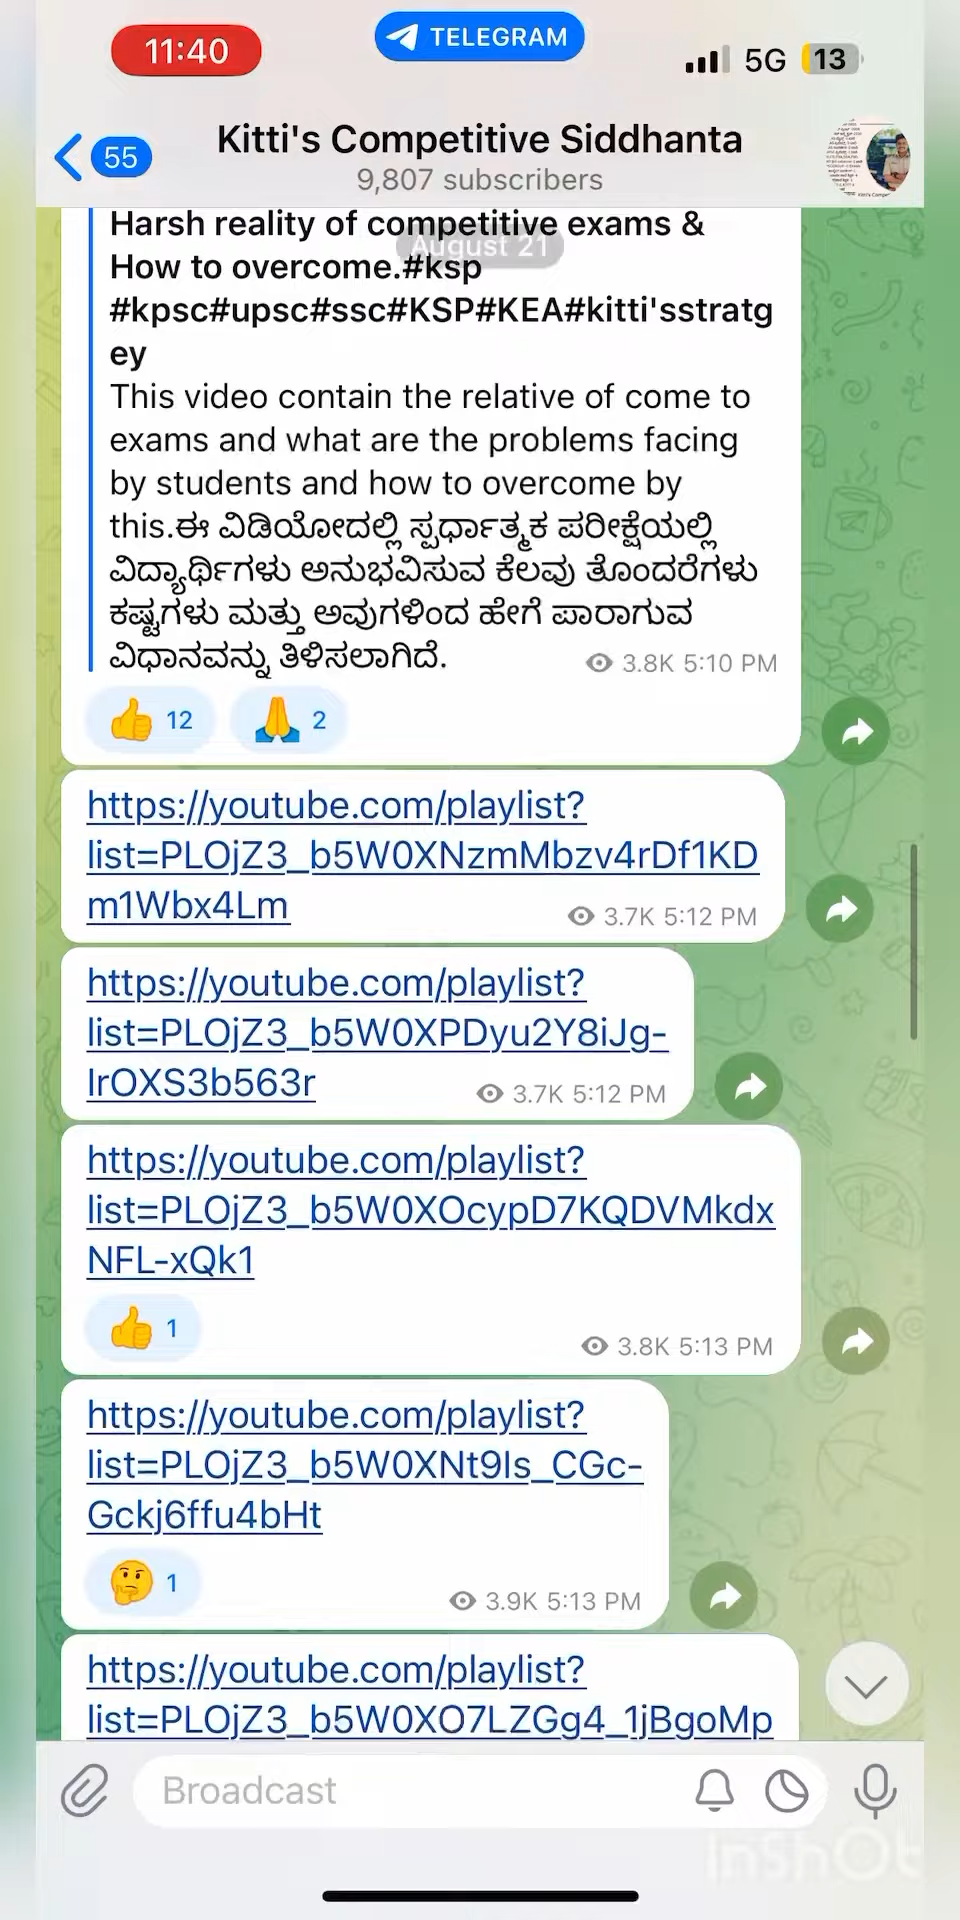 11:40
TELEGRAM
5G
13
55
Kitti's Competitive Siddhanta
9,807 subscribers
Harsh reality of competitive exams &
August 21
How to overcome.#ksp
#kpsc#upsc#ssc#KSP#KEA#kitti'sstratg
ey
This video contain the relative of come to
exams and what are the problems facing
by students and how to overcome by
this.ಈ ವಿಡಿಯೋದಲ್ಲಿ ಸ್ಪರ್ಧಾತ್ಮಕ ಪರೀಕ್ಷೆಯಲ್ಲಿ
ವಿದ್ಯಾರ್ಥಿಗಳು ಅನುಭವಿಸುವ ಕೆಲವು ತೊಂದರೆಗಳು
ಕಷ್ಟಗಳು ಮತ್ತು ಅವುಗಳಿಂದ ಹೇಗೆ ಪಾರಾಗುವ
ವಿಧಾನವನ್ನು ತಿಳಿಸಲಾಗಿದೆ.
3.8K 5:10 PM
12
2
https://youtube.com/playlist?
list=PLOjZ3_b5W0XNzmMbzv4rDf1KD
m1Wbx4Lm
3.7K 5:12 PM
https://youtube.com/playlist?
list=PLOjZ3_b5W0XPDyu2Y8iJg-
IrOXS3b563r
3.7K 5:12 PM
https://youtube.com/playlist?
list=PLOjZ3_b5W0XOcypD7KQDVMkdx
NFL-xQk1
1
3.8K 5:13 PM
https://youtube.com/playlist?
list=PLOjZ3_b5W0XNt9Is_CGc-
Gckj6ffu4bHt
1
3.9K 5:13 PM
https://youtube.com/playlist?
list=PLOjZ3_b5W0XO7LZGg4_1jBgoMp
Broadcast
InShOt